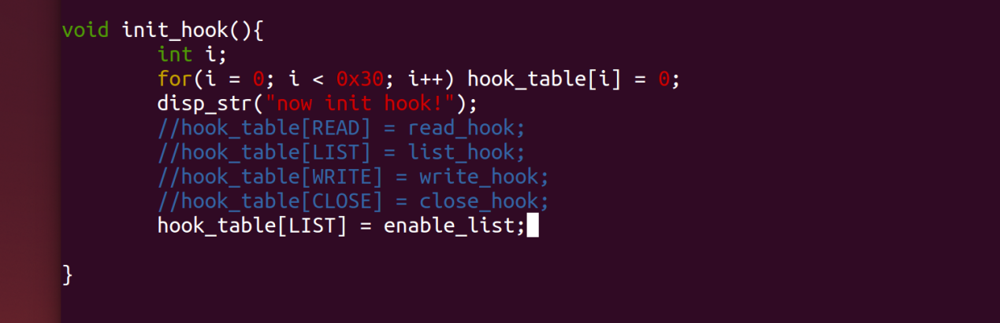 void init_hook(){
int i;
for(i = 0; i < 0x30; i++) hook_table[i] = 0;
disp_str("now init hook!");
//hook_table[READ] = read_hook;
//hook_table[LIST] = list_hook;
//hook_table[WRITE] = write_hook;
//hook_table[CLOSE] = close_hook;
hook_table[LIST] = enable_list;
}